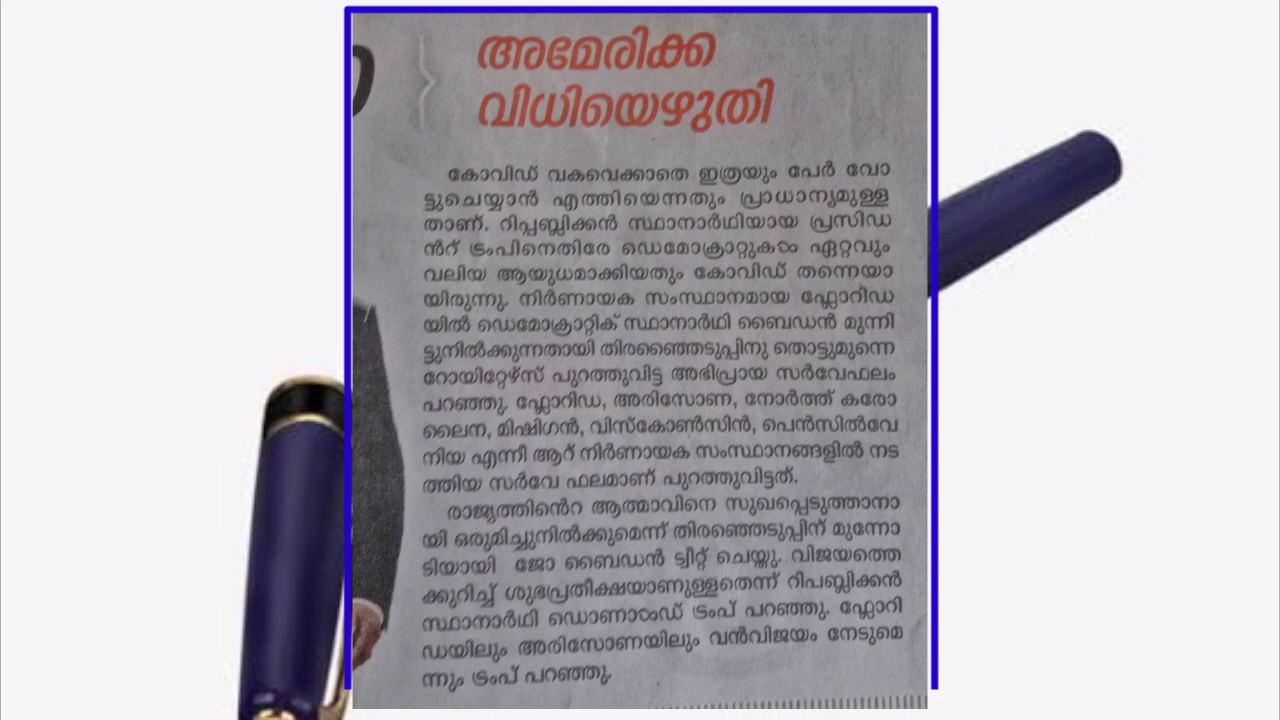 അമേരിക്ക
വിധിയെഴുതി
കോവിഡ് വകവെക്കാതെ ഇത്രയും പേർ വോ
ട്ടുചെയ്യാൻ എത്തിയെന്നതും പ്രാധാന്യമുള്ള
താണ്. റിപ്പബ്ലിക്കൻ സ്ഥാനാർഥിയായ പ്രസിഡ
ൻറ് ട്രംപിനെതിരേ ഡെമോക്രാറ്റുകൾ ഏറ്റവും
വലിയ ആയുധമാക്കിയതും കോവിഡ് തന്നെയാ
യിരുന്നു. നിർണായക സംസ്ഥാനമായ ഫ്ലോറിഡ
യിൽ ഡെമോക്രാറ്റിക് സ്ഥാനാർഥി ബൈഡൻ മുന്നി
ട്ടുനിൽക്കുന്നതായി തിരഞ്ഞൈടുപ്പിനു തൊട്ടുമുന്നെ
റോയിറ്റേഴ്സ് പുറത്തുവിട്ട അഭിപ്രായ സർവേഫലം
പറഞ്ഞു. ഫ്ലോറിഡ, അരിസോണ, നോർത്ത് കരോ
ലൈന, മിഷിഗൻ, വിസ്കോൺസിൻ, പെൻസിൽവേ
നിയ എന്നീ ആറ് നിർണായക സംസ്ഥാനങ്ങളിൽ നട
ത്തിയ സർവേ ഫലമാണ് പുറത്തുവിട്ടത്.
രാജ്യത്തിൻെറ ആത്മാവിനെ സുഖപ്പെടുത്താനാ
യി ഒരുമിച്ചുനിൽക്കുമെന്ന് തിരഞ്ഞെടുപ്പിന് മുന്നോ
ടിയായി ജോ ബൈഡൻ ട്വീറ്റ് ചെയ്തു. വിജയത്തെ
ക്കുറിച്ച് ശുഭപ്രതീക്ഷയാണുള്ളതെന്ന് റിപബ്ലിക്കൻ
സ്ഥാനാർഥി ഡൊണാൾഡ് ട്രംപ് പറഞ്ഞു. ഫ്ലോറി
ഡയിലും അരിസോണയിലും വൻവിജയം നേടുമെ
ന്നും ട്രംപ് പറഞ്ഞു.